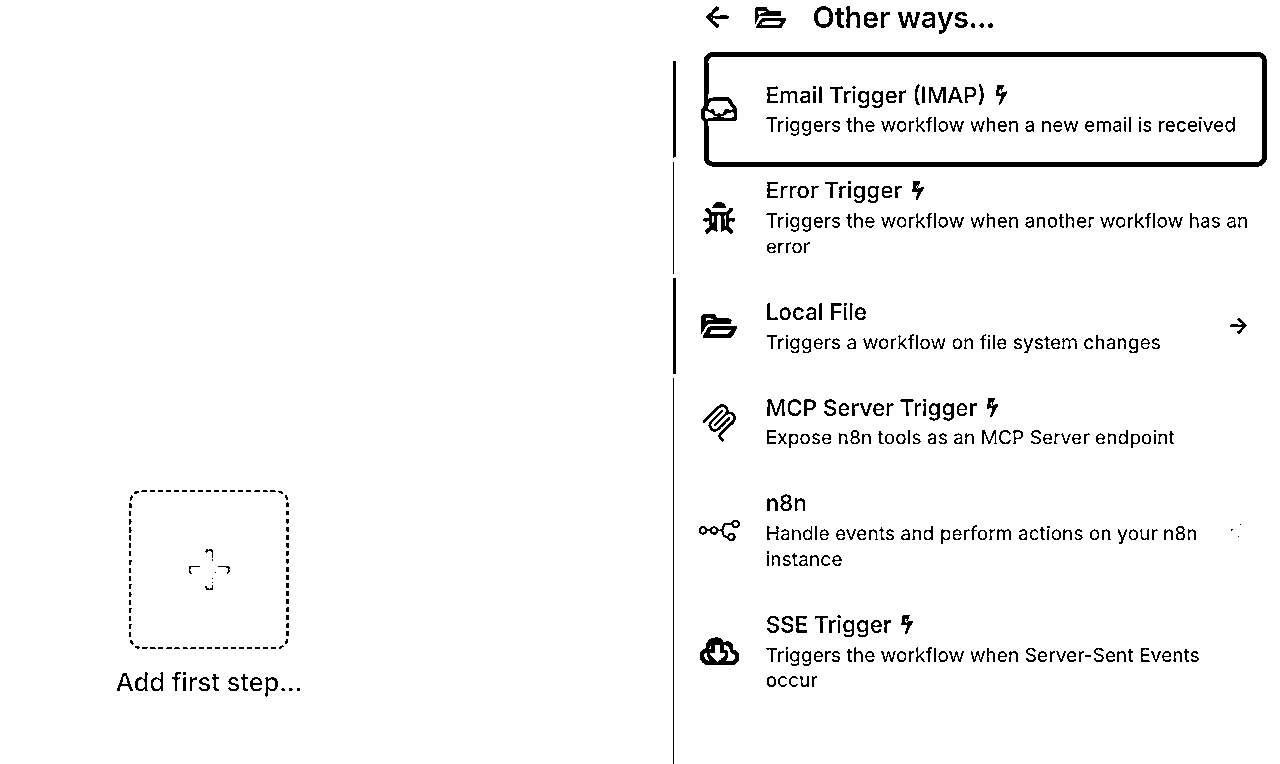 Other ways...
Email Trigger (IMAP)
Triggers the workflow when a new email is received
Error Trigger
Triggers the workflow when another workflow has an
error
Local File
Triggers a workflow on file system changes
MCP Server Trigger
Expose n8n tools as an MCP Server endpoint
n8n
Handle events and perform actions on your n8n
instance
SSE Trigger
Triggers the workflow when Server-Sent Events
occur
Add first step...